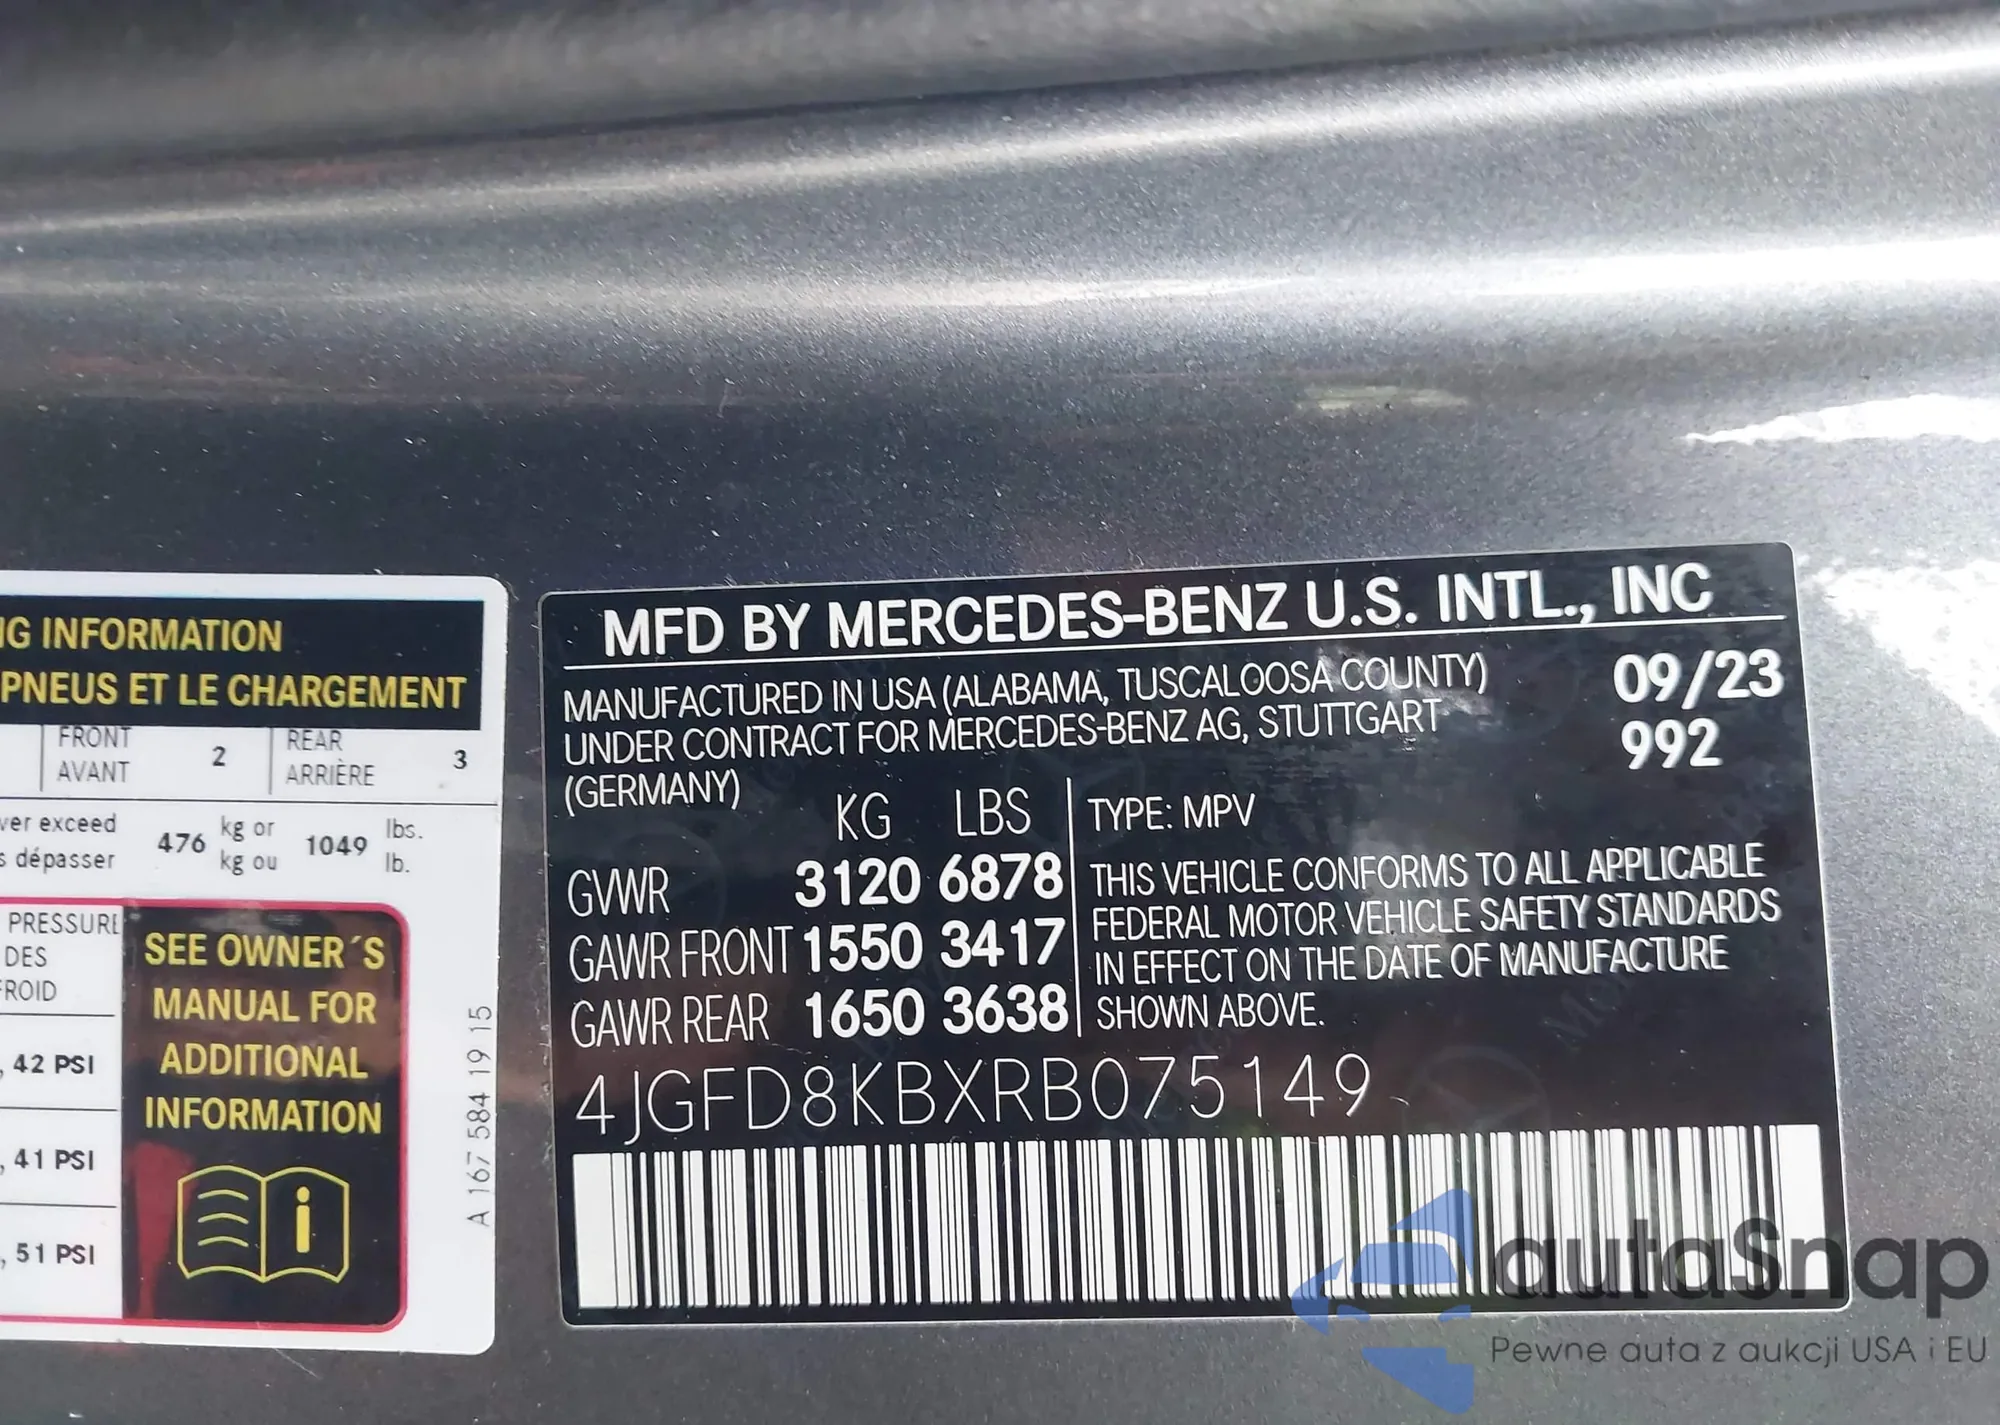 NG INFORMATION
PNEUS ET LE CHARGEMENT
FRONT
AVANT
2
REAR
ARRIÈRE
3
ver exceed
s dépasser
476
kg or
kg ou
1049
lbs.
lb.
PRESSURE
DES
FROID
, 42 PSI
, 41 PSI
, 51 PSI
SEE OWNER´S
MANUAL FOR
ADDITIONAL
INFORMATION
A 167 584 19 15
MFD BY MERCEDES-BENZ U.S. INTL., INC
MANUFACTURED IN USA (ALABAMA, TUSCALOOSA COUNTY)
UNDER CONTRACT FOR MERCEDES-BENZ AG, STUTTGART
(GERMANY)
09/23
992
KG LBS
GVWR 3120 6878
GAWR FRONT 1550 3417
GAWR REAR 1650 3638
TYPE: MPV
THIS VEHICLE CONFORMS TO ALL APPLICABLE
FEDERAL MOTOR VEHICLE SAFETY STANDARDS
IN EFFECT ON THE DATE OF MANUFACTURE
SHOWN ABOVE.
4JGFD8KBXRB075149
autaSnap
Pewne auta z aukcji USA i EU